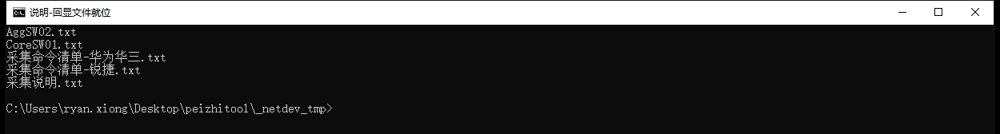 说明-回显文件就位
AggSW02.txt
CoreSW01.txt
采集命令清单-华为华三.txt
采集命令清单-锐捷.txt
采集说明.txt
C:\Users\ryan.xiong\Desktop\peizhitool\_netdev_tmp>